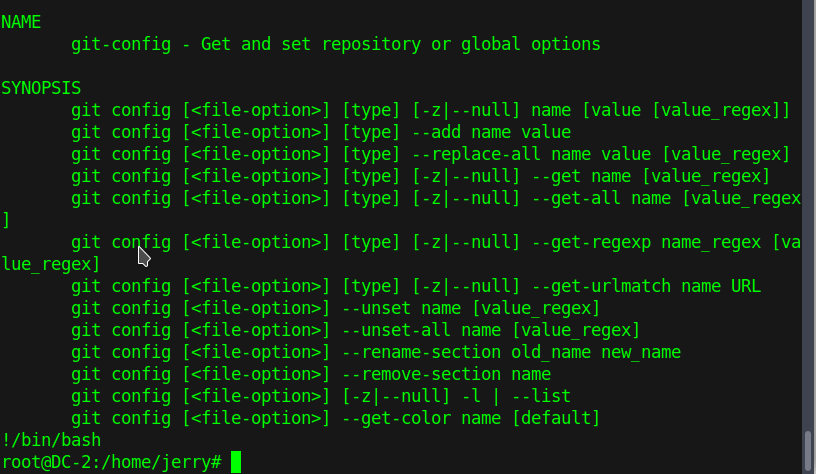 NAME
git-config - Get and set repository or global options
SYNOPSIS
git config [<file-option>] [type] [-z|--null] name [value [value_regex]]
git config [<file-option>] [type] --add name value
git config [<file-option>] [type] --replace-all name value [value_regex]
git config [<file-option>] [type] [-z|--null] --get name [value_regex]
git config [<file-option>] [type] [-z|--null] --get-all name [value_regex
]
git config [<file-option>] [type] [-z|--null] --get-regexp name_regex [va
lue_regex]
git config [<file-option>] [type] [-z|--null] --get-urlmatch name URL
git config [<file-option>] --unset name [value_regex]
git config [<file-option>] --unset-all name [value_regex]
git config [<file-option>] --rename-section old_name new_name
git config [<file-option>] --remove-section name
git config [<file-option>] [-z|--null] -l | --list
git config [<file-option>] --get-color name [default]
!/bin/bash
root@DC-2:/home/jerry#